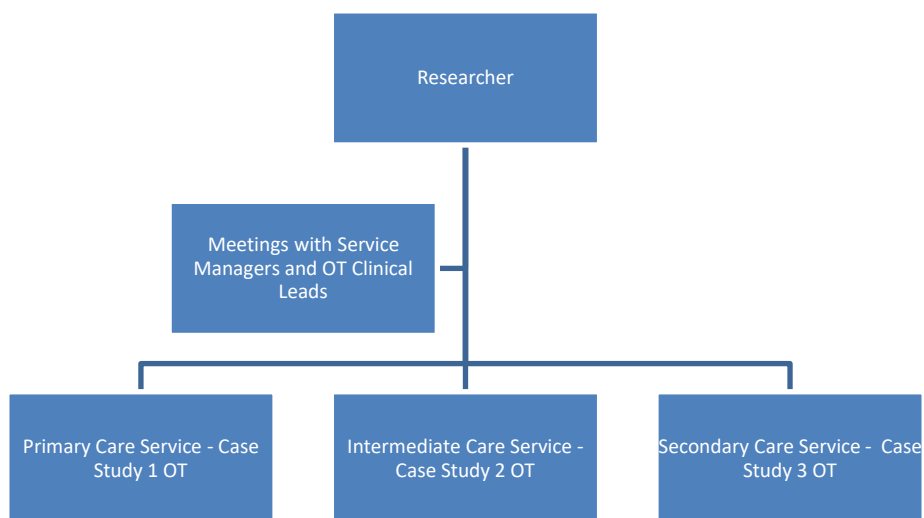 Researcher
Meetings with Service
Managers and OT Clinical
Leads
Primary Care Service - Case
Study 1 OT
Intermediate Care Service -
Case Study 2 OT
Secondary Care Service -  Case
Study 3 OT